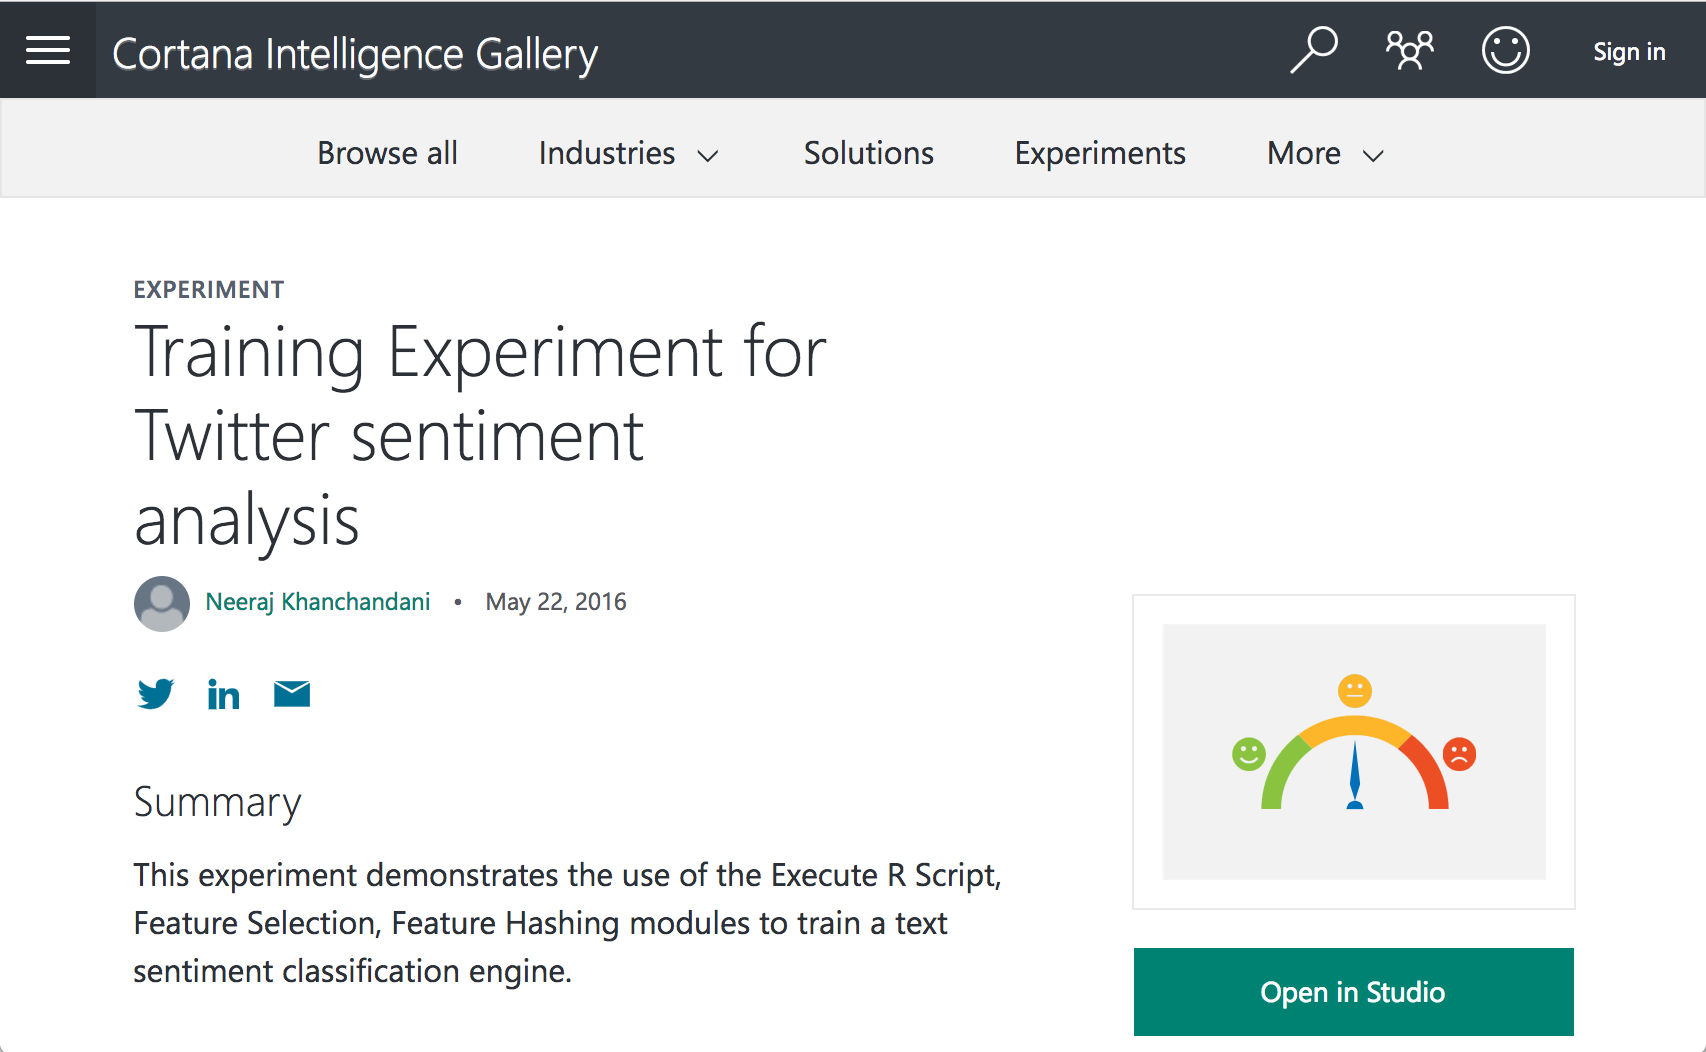 Cortana Intelligence Gallery
Sign in
Browse all
Industries
Solutions
Experiments
More
EXPERIMENT
Training Experiment for
Twitter sentiment
analysis
Neeraj Khanchandani • May 22, 2016
in
Summary
This experiment demonstrates the use of the Execute R Script,
Feature Selection, Feature Hashing modules to train a text
sentiment classification engine.
Open in Studio